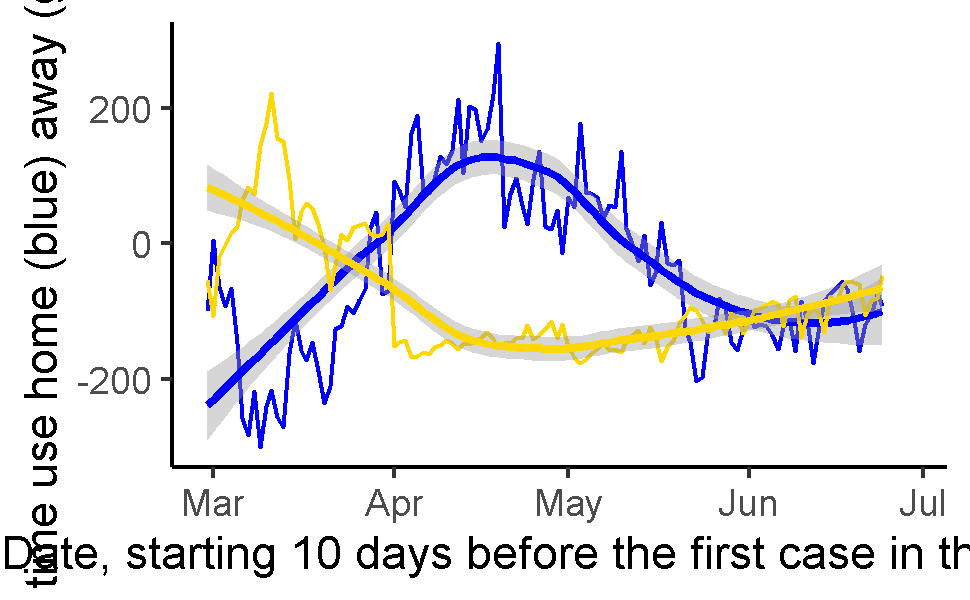 time use home (blue) away (
200
0
-200
Mar Apr May Jun Jul
Date, starting 10 days before the first case in th